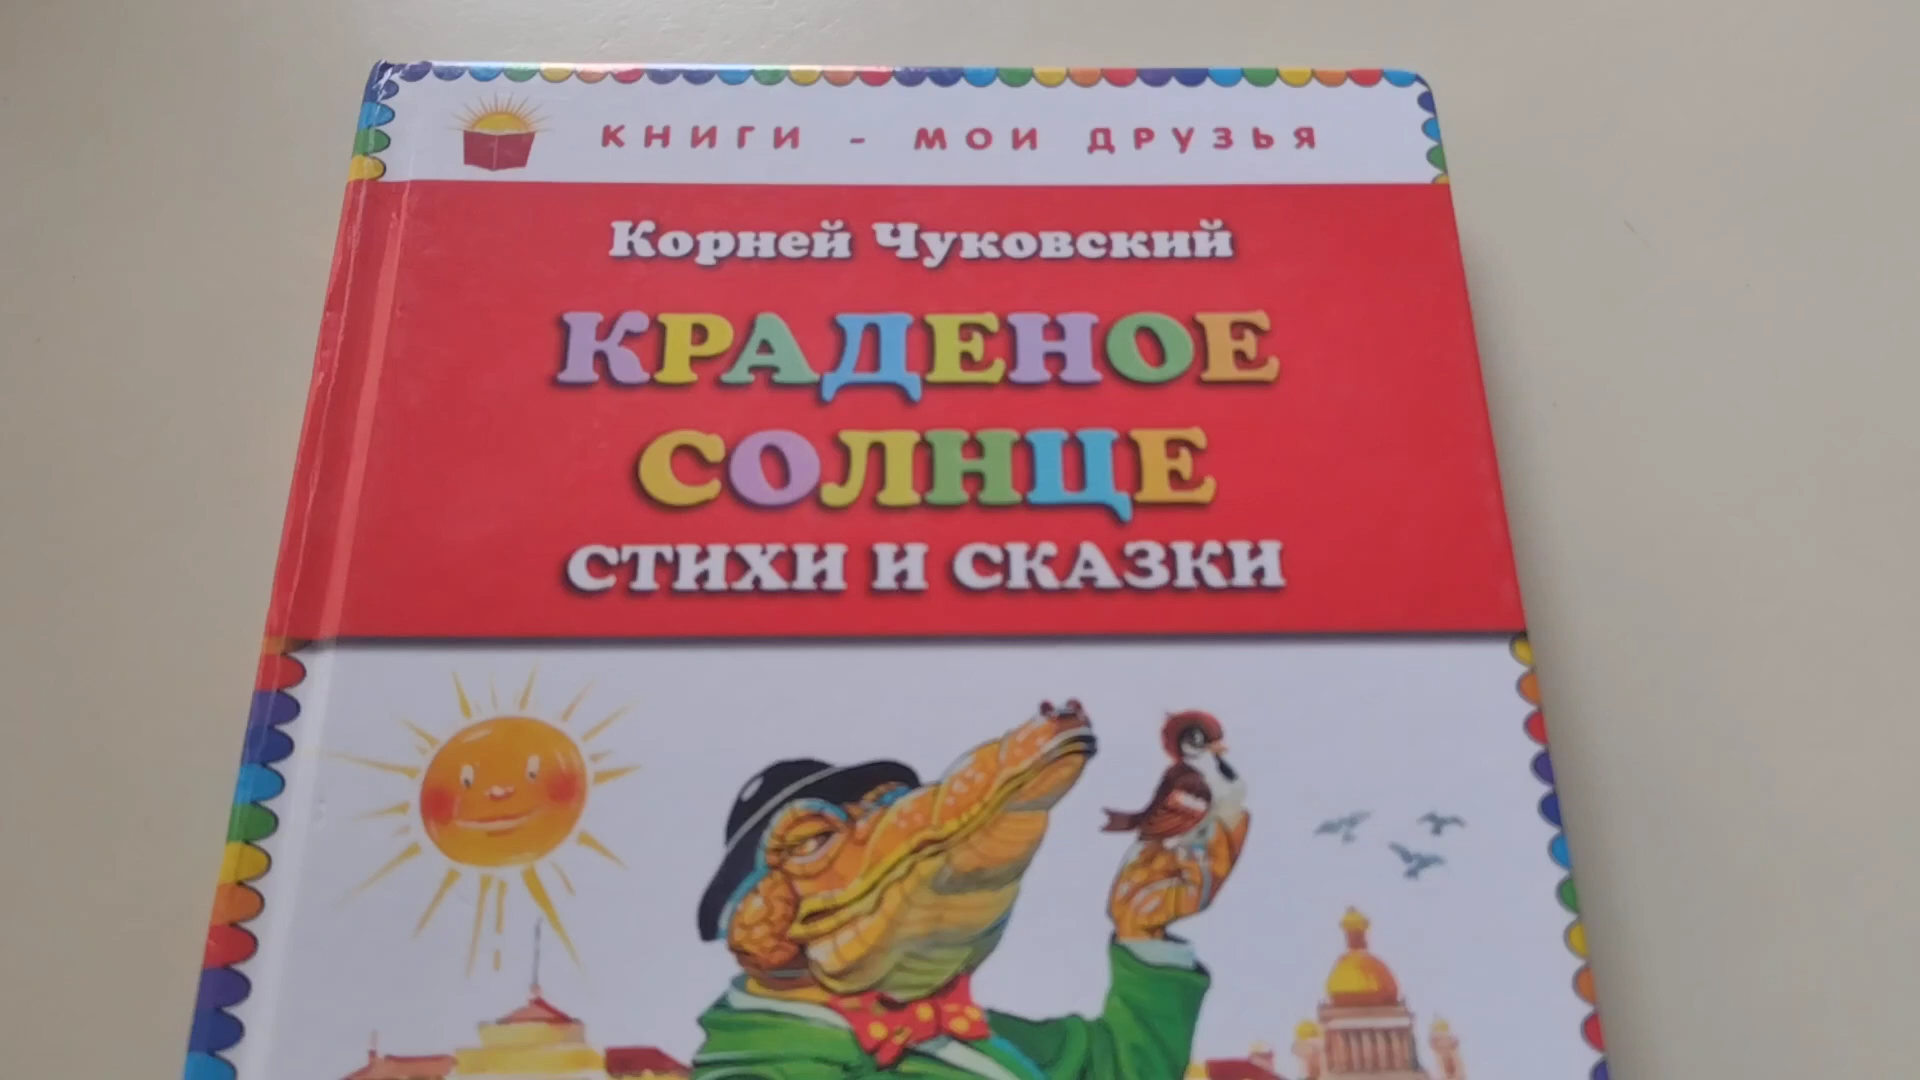 КНИГИ - МОИ ДРУЗЬЯ
Корней Чуковский
КРАДЕНОЕ
СОЛНЦЕ
СТИХИ И СКАЗКИ